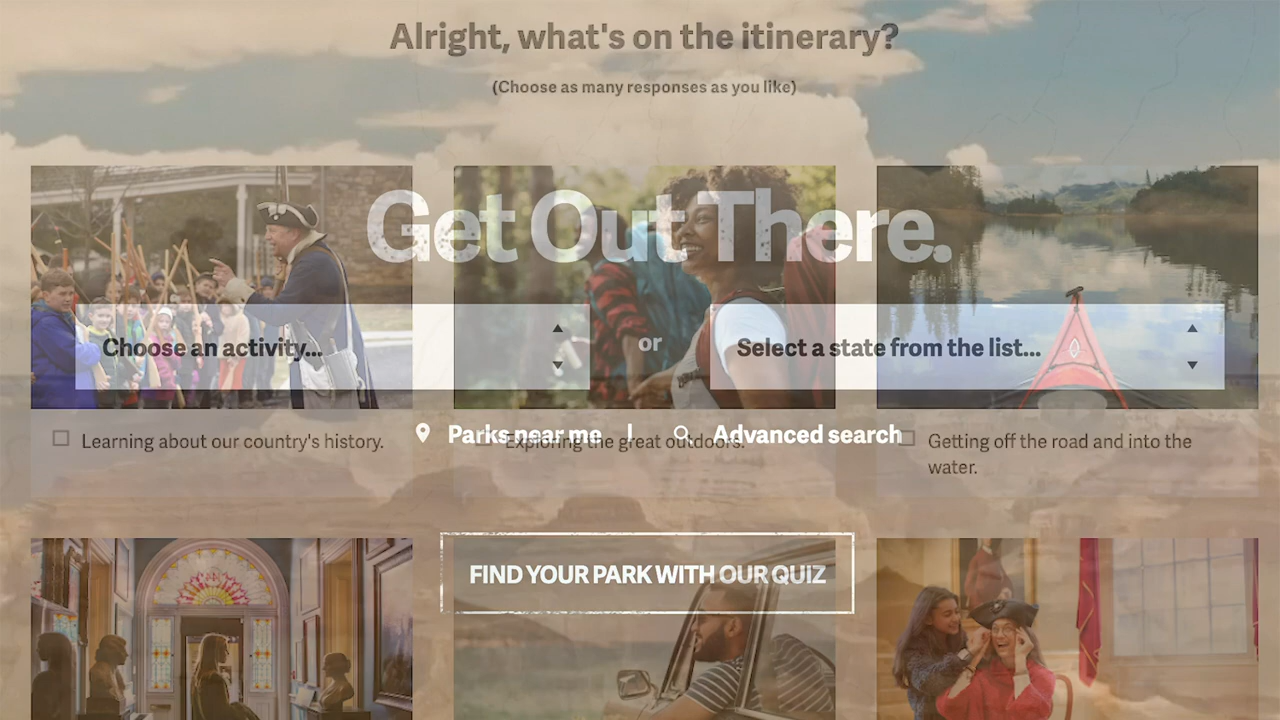 Alright, what's on the itinerary?
(Choose as many responses as you like)
Get Out There.
Choose an activity...
or
Select a state from the list...
Parks near me | Advanced search
Learning about our country's history.
Exploring the great outdoors.
Getting off the road and into the
water.
FIND YOUR PARK WITH OUR QUIZ